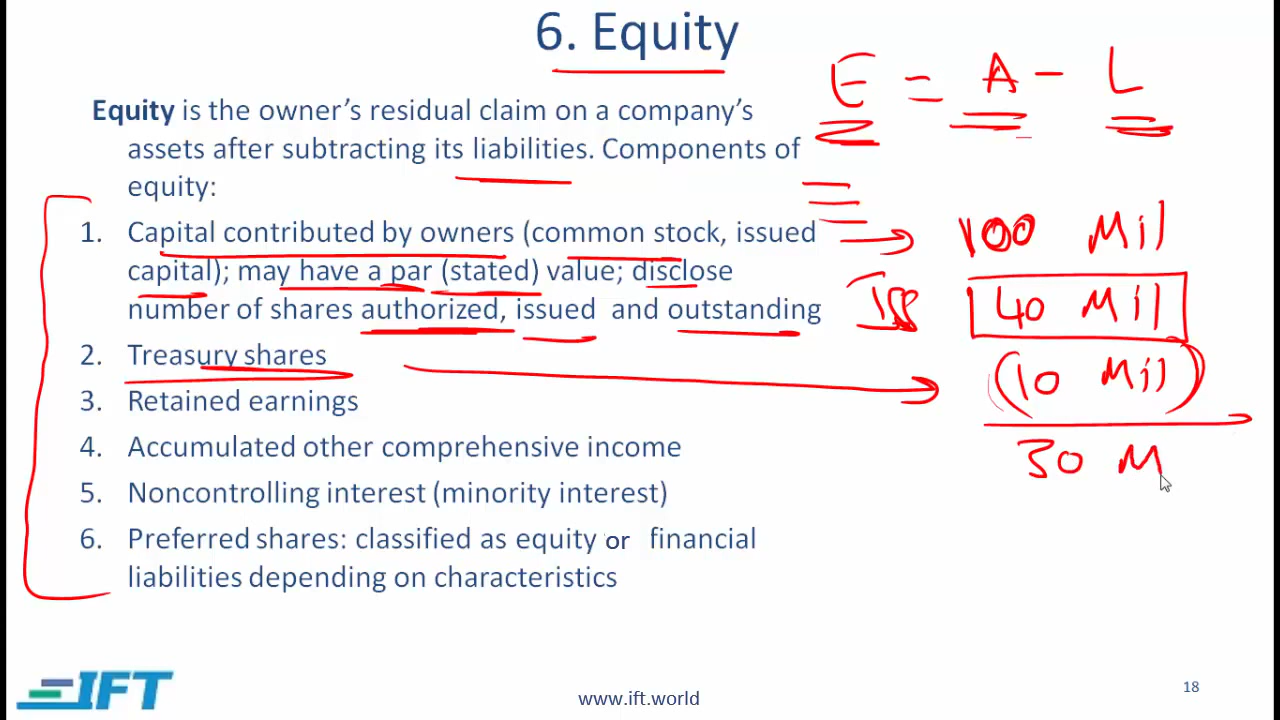 6. Equity
E = A - L
Equity is the owner's residual claim on a company's
assets after subtracting its liabilities. Components of
equity:
1. Capital contributed by owners (common stock, issued
capital); may have a par (stated) value; disclose
number of shares authorized, issued and outstanding
2. Treasury shares
3. Retained earnings
4. Accumulated other comprehensive income
5. Noncontrolling interest (minority interest)
6. Preferred shares: classified as equity or financial
liabilities depending on characteristics
100 Mil
Iss 40 Mil
(10 Mil)
30 M
IFT
www.ift.world
18